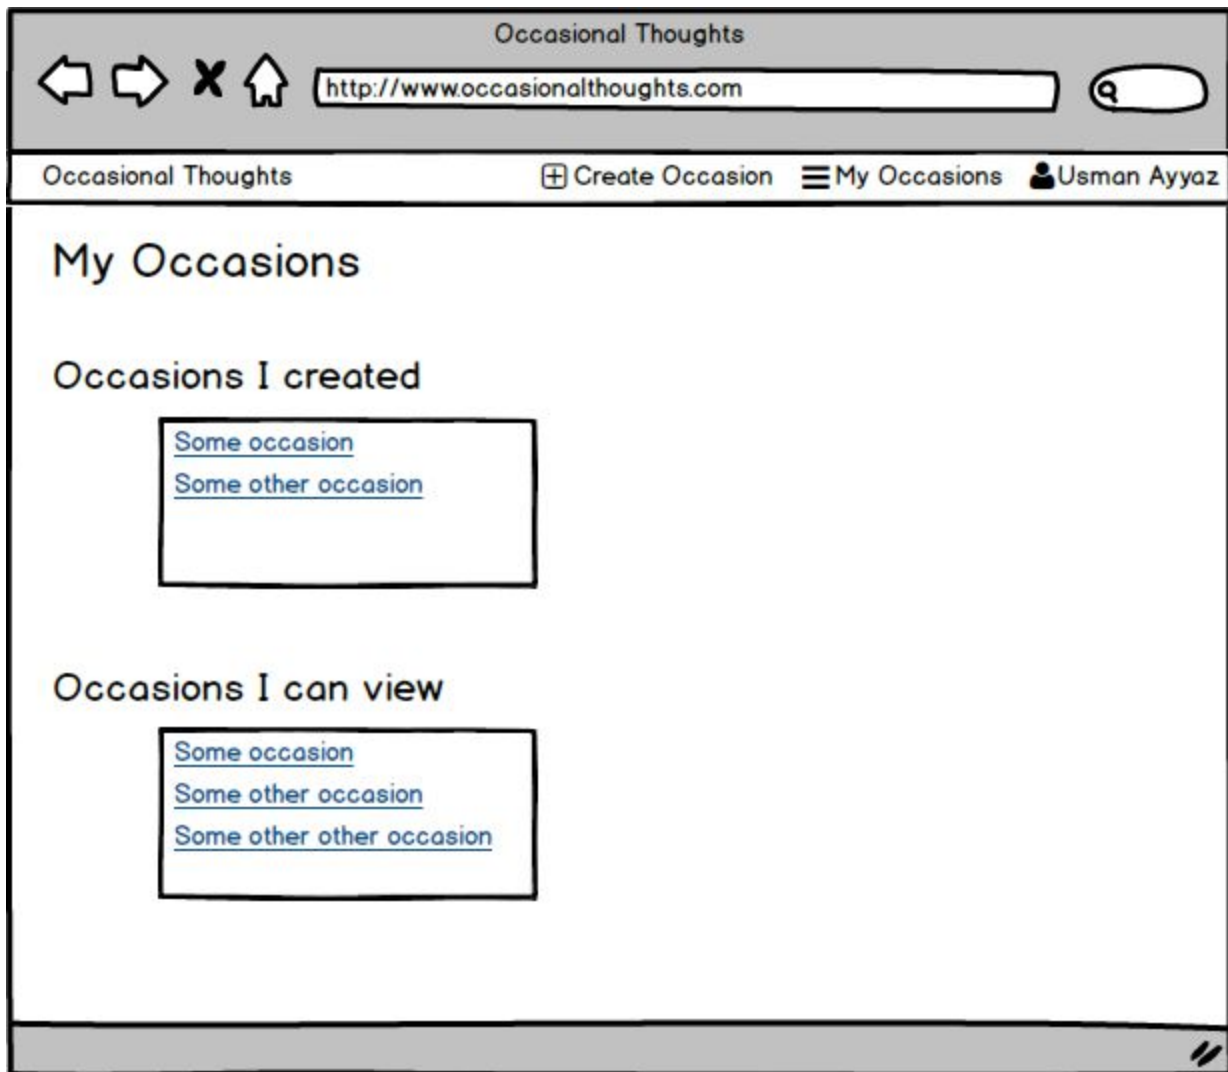 Occasional Thoughts
http://www.occasionalthoughts.com
Occasional Thoughts Create Occasion My Occasions Usman Ayyaz
My Occasions
Occasions I created
Some occasion
Some other occasion
Occasions I can view
Some occasion
Some other occasion
Some other other occasion